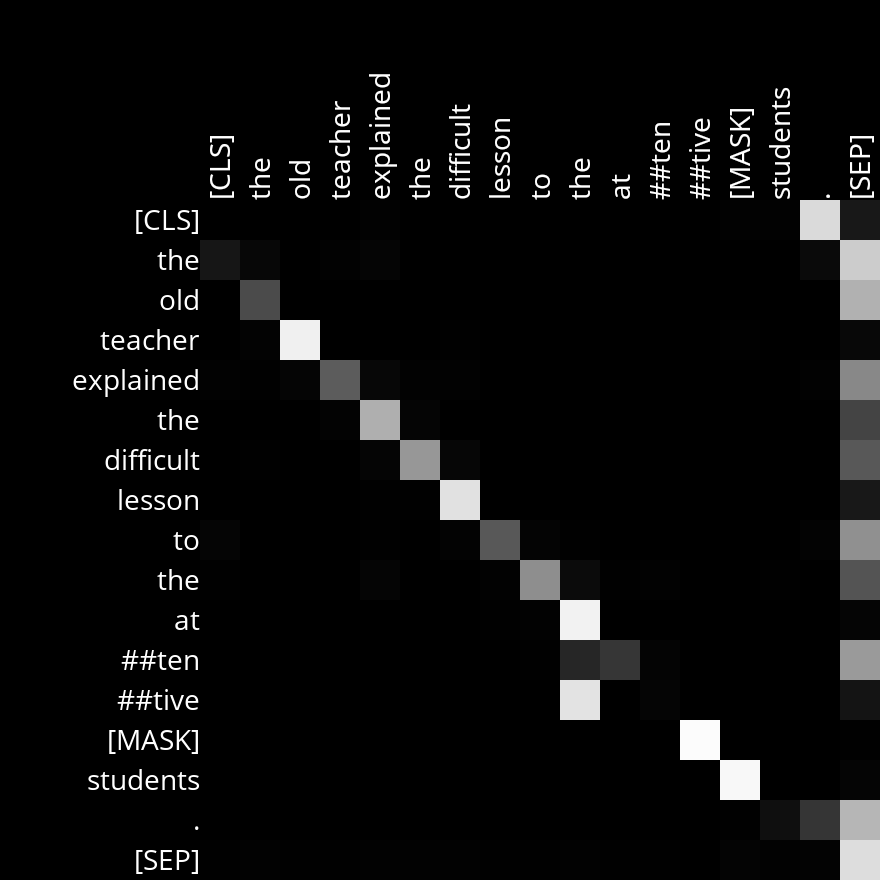 [CLS] the old teacher explained the difficult lesson to the at ##ten ##tive [MASK] students . [SEP]
[CLS]
the
old
teacher
explained
the
difficult
lesson
to
the
at
##ten
##tive
[MASK]
students
.
[SEP]